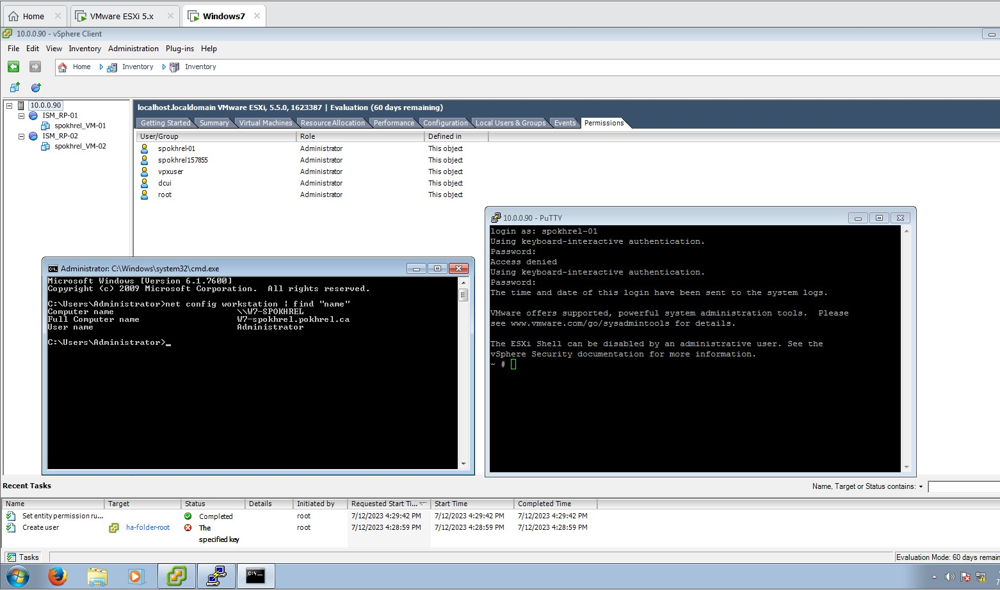 Home
VMware ESXi 5.x
Windows7
10.0.0.90 - vSphere Client
File Edit View Inventory Administration Plug-ins Help
Home Inventory Inventory
10.0.0.90
ISM_RP-01
spokhrel_VM-01
ISM_RP-02
spokhrel_VM-02
localhost.localdomain VMware ESXi, 5.5.0, 1623387 | Evaluation (60 days remaining)
Getting Started Summary Virtual Machines Resource Allocation Performance Configuration Local Users & Groups Events Permissions
User/Group Role Defined in
spokhrel-01 Administrator This object
spokhrel157855 Administrator This object
vpxuser Administrator This object
dcui Administrator This object
root Administrator This object
Administrator: C:\Windows\system32\cmd.exe
Microsoft Windows [Version 6.1.7600]
Copyright (c) 2009 Microsoft Corporation.  All rights reserved.
C:\Users\Administrator>net config workstation | find "name"
Computer name \\W7-SPOKHREL
Full Computer name W7-spokhrel.pokhrel.ca
User name Administrator
C:\Users\Administrator>_
10.0.0.90 - PuTTY
login as: spokhrel-01
Using keyboard-interactive authentication.
Password:
Access denied
Using keyboard-interactive authentication.
Password:
The time and date of this login have been sent to the system logs.
VMware offers supported, powerful system administration tools.  Please
see www.vmware.com/go/sysadmintools for details.
The ESXi Shell can be disabled by an administrative user. See the
vSphere Security documentation for more information.
~ #
Recent Tasks
Name, Target or Status contains:
Name Target Status Details Initiated by Requested Start Ti... Start Time Completed Time
Set entity permission ru... Completed root 7/12/2023 4:29:42 PM 7/12/2023 4:29:42 PM 7/12/2023 4:29:42 PM
Create user ha-folder-root The root 7/12/2023 4:28:59 PM 7/12/2023 4:28:59 PM 7/12/2023 4:28:59 PM
specified key
Tasks
Evaluation Mode: 60 days remain
C:\_